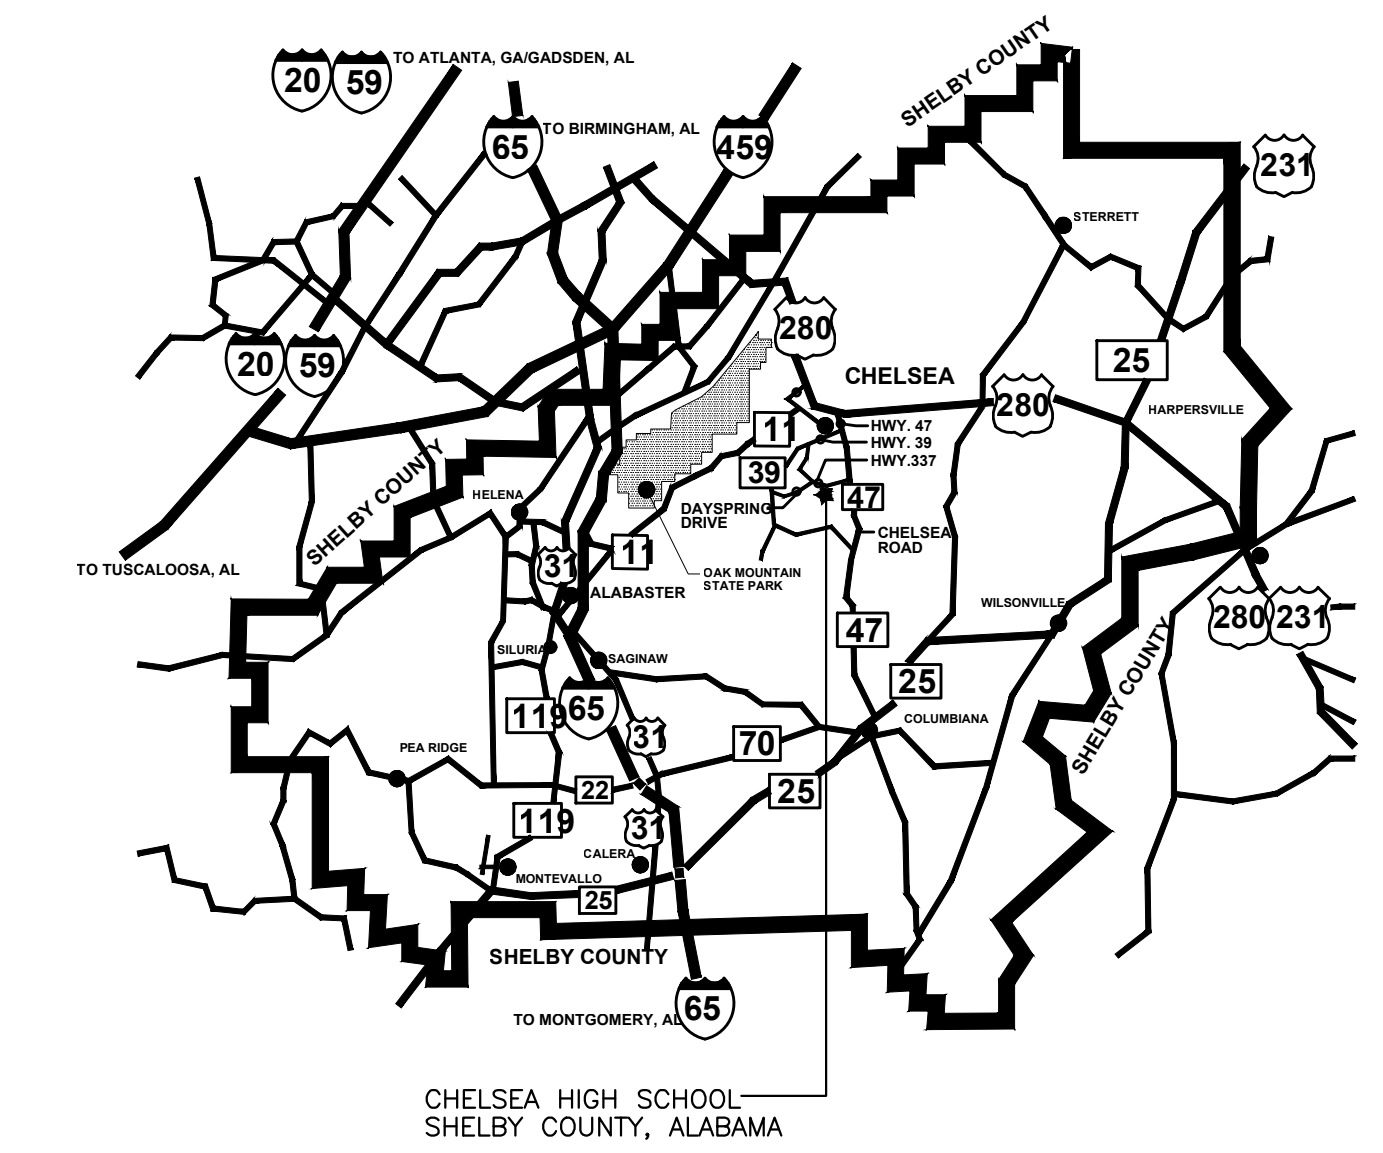 SHELBY COUNTY
20
59
TO ATLANTA, GA/GADSDEN, AL
65
TO BIRMINGHAM, AL
459
231
STERRETT
280
20
59
25
CHELSEA
280
HARPERSVILLE
11
HWY. 47
HWY. 39
HWY.337
SHELBY COUNTY
39
HELENA
47
DAYSPRING
DRIVE
CHELSEA
ROAD
11
31
TO TUSCALOOSA, AL
OAK MOUNTAIN
STATE PARK
ALABASTER
WILSONVILLE
280
231
47
SILURIA
SAGINAW
25
SHELBY COUNTY
119
65
COLUMBIANA
31
70
PEA RIDGE
22
25
119
31
CALERA
MONTEVALLO
25
SHELBY COUNTY
65
TO MONTGOMERY, AL
CHELSEA HIGH SCHOOL
SHELBY COUNTY, ALABAMA